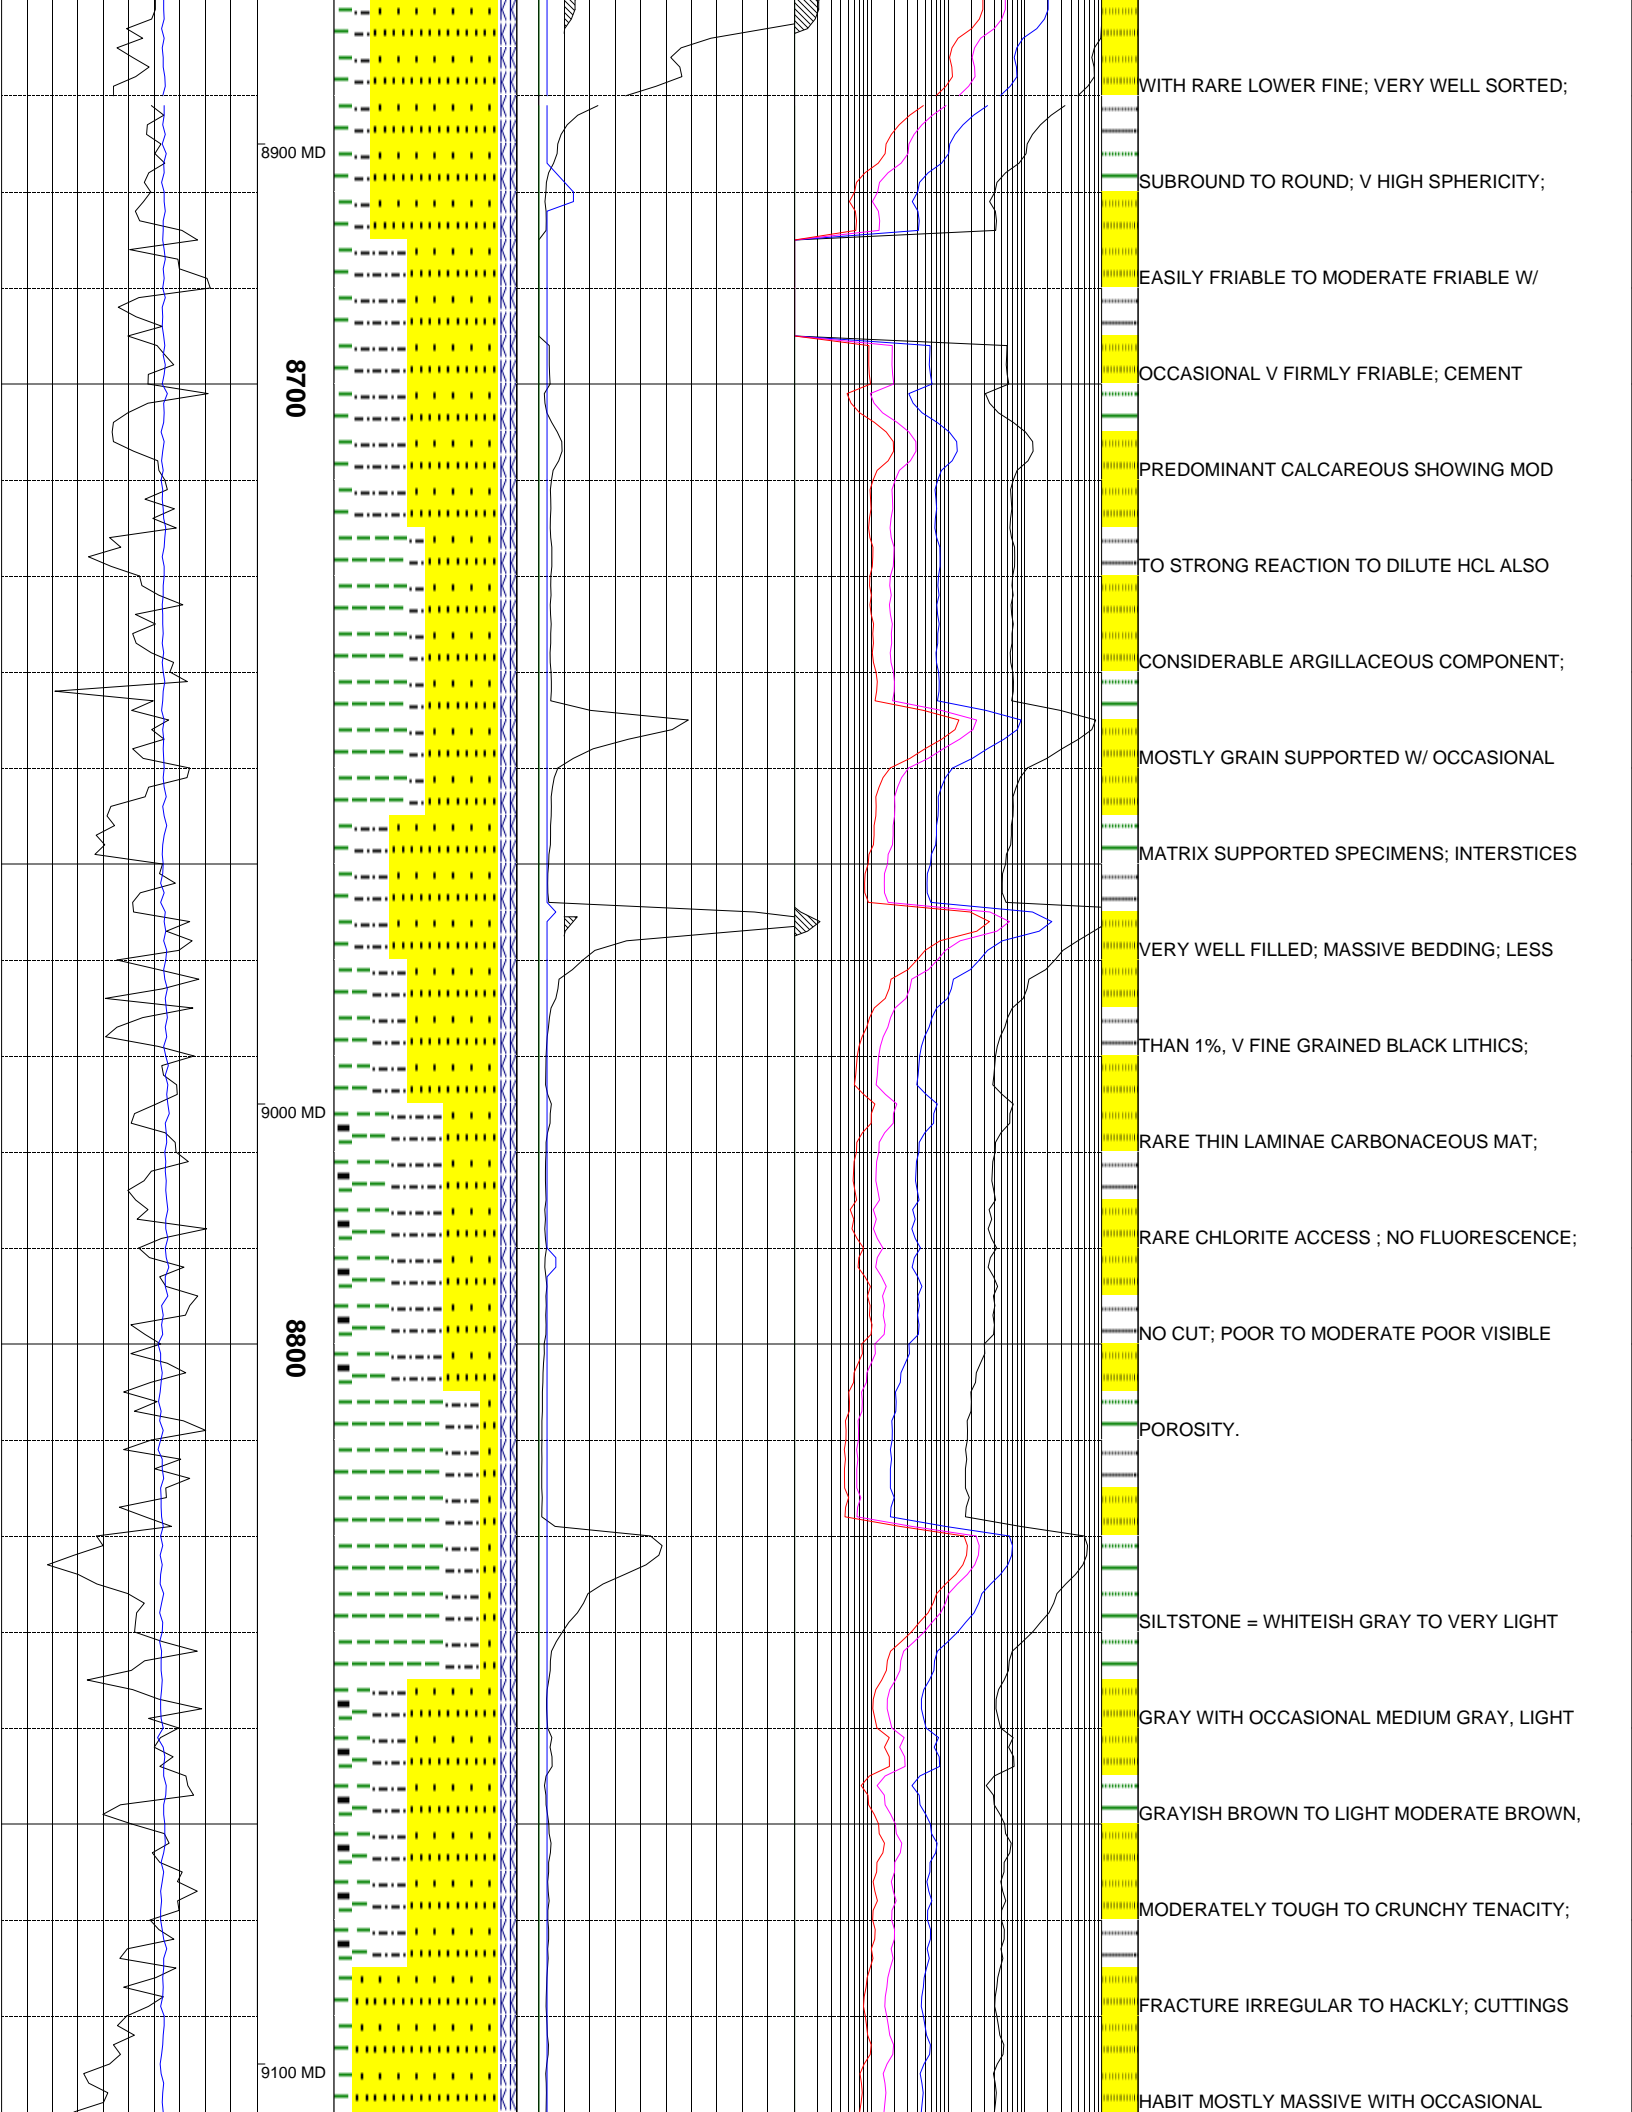 WITH RARE LOWER FINE; VERY WELL SORTED;
8900 MD
SUBROUND TO ROUND; V HIGH SPHERICITY;
EASILY FRIABLE TO MODERATE FRIABLE W/
8700
OCCASIONAL V FIRMLY FRIABLE; CEMENT
PREDOMINANT CALCAREOUS SHOWING MOD
TO STRONG REACTION TO DILUTE HCL ALSO
CONSIDERABLE ARGILLACEOUS COMPONENT;
MOSTLY GRAIN SUPPORTED W/ OCCASIONAL
MATRIX SUPPORTED SPECIMENS; INTERSTICES
VERY WELL FILLED; MASSIVE BEDDING; LESS
THAN 1%, V FINE GRAINED BLACK LITHICS;
9000 MD
RARE THIN LAMINAE CARBONACEOUS MAT;
RARE CHLORITE ACCESS ; NO FLUORESCENCE;
8800
NO CUT; POOR TO MODERATE POOR VISIBLE
POROSITY.
SILTSTONE = WHITEISH GRAY TO VERY LIGHT
GRAY WITH OCCASIONAL MEDIUM GRAY, LIGHT
GRAYISH BROWN TO LIGHT MODERATE BROWN,
MODERATELY TOUGH TO CRUNCHY TENACITY;
FRACTURE IRREGULAR TO HACKLY; CUTTINGS
9100 MD
HABIT MOSTLY MASSIVE WITH OCCASIONAL